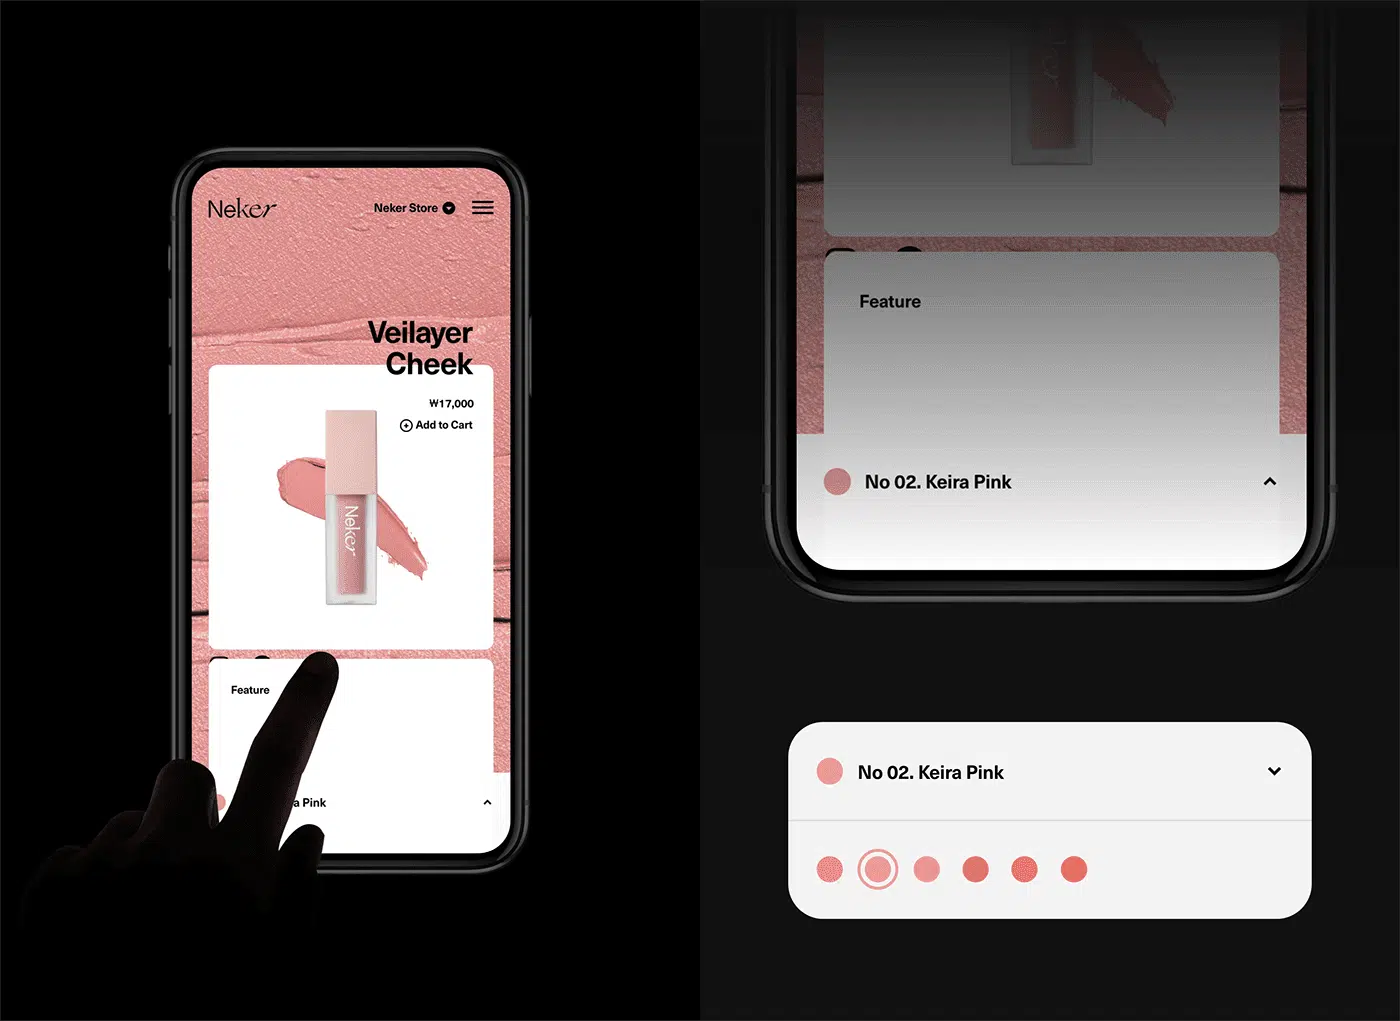 Neker
Neker Store
Veilayer
Cheek
₩17,000
Add to Cart
Neker
Feature
a Pink
Feature
No 02. Keira Pink
No 02. Keira Pink